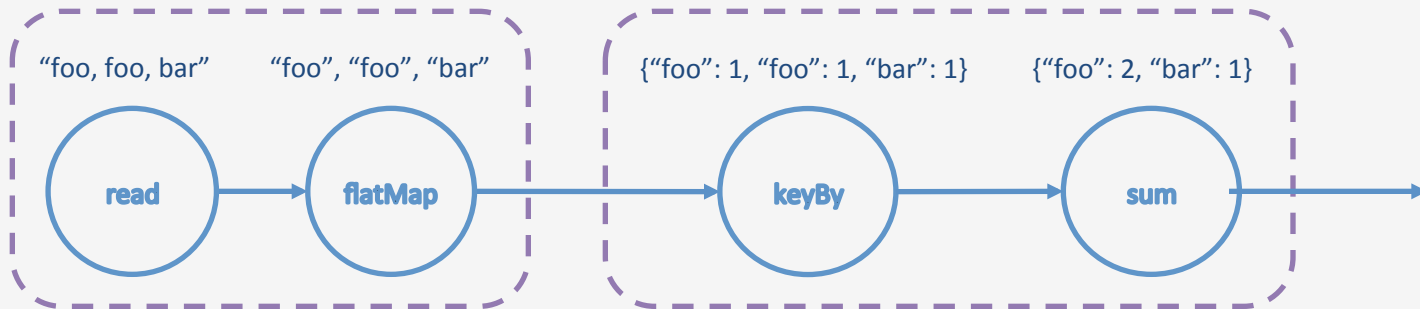 “foo, foo, bar” “foo”, “foo”, “bar” {“foo”: 1, “foo”: 1, “bar”: 1} {“foo”: 2, “bar”: 1}
read flatMap keyBy sum